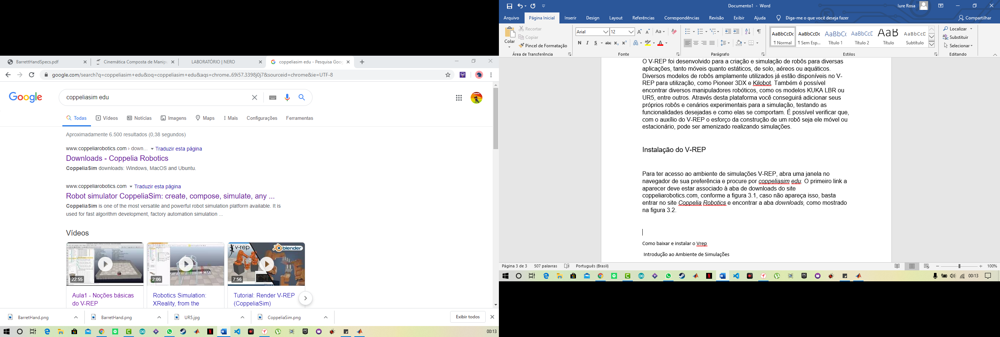 BarrettHandSpecs.pdf
Cinemática Composta de Manipu
LABORATÓRIO | NERO
coppeliasim edu - Pesquisa Goog
google.com/search?q=coppeliasim+edu&oq=coppeliasim+edu&aqs=chrome..69i57.3398j0j7&sourceid=chrome&ie=UTF-8
Google
coppeliasim edu
Todas
Vídeos
Notícias
Imagens
Maps
Mais
Configurações
Ferramentas
Aproximadamente 6.500 resultados (0,38 segundos)
www.coppeliarobotics.com › down... Traduzir esta página
Downloads - Coppelia Robotics
CoppeliaSim downloads: Windows, MacOS and Ubuntu.
www.coppeliarobotics.com Traduzir esta página
Robot simulator CoppeliaSim: create, compose, simulate, any ...
CoppeliaSim is one of the most versatile and powerful robot simulation platform available. It is
used for fast algorithm development, factory automation simulation ...
Vídeos
v-rep
blender
22:55
2:06
7:56
Aula1 - Noções básicas
do V-REP
Robotics Simulation:
XReality, from the
Tutorial: Render V-REP
(CoppeliaSim)
BarretHand.png
BarretHand.png
UR5.jpg
CoppeliaSim.png
Exibir todos
00:13
Documento1 - Word
Iure Rosa
Arquivo
Página Inicial
Inserir
Design
Layout
Referências
Correspondências
Revisão
Exibir
Ajuda
Diga-me o que você deseja fazer
Compartilhar
Colar
Recortar
Copiar
Pincel de Formatação
Área de Transferência
Arial
12
Aa
N I S abc x₂ x²
Fonte
Parágrafo
AaBbCcDc
¶ Normal
AaBbCcDc
¶ Sem Esp...
AaBbCc
Título 1
AaBbCcD
Título 2
AaB
Título
AaBbCcD
Subtítulo
Estilos
Localizar
Substituir
Selecionar
Editando
O V-REP foi desenvolvido para a criação e simulação de robôs para diversas
aplicações, tanto móveis quanto estáticos, de solo, aéreos ou aquáticos.
Diversos modelos de robôs amplamente utilizados já estão disponíveis no V-
REP para utilização, como Pioneer 3DX e Kilobot. Também é possível
encontrar diversos manipuladores robóticos, como os modelos KUKA LBR ou
UR5, entre outros. Através desta plataforma você conseguirá adicionar seus
próprios robôs e cenários experimentais para a simulação, testando as
funcionalidades desejadas e como elas se comportam. É possível verificar que,
com o auxílio do V-REP o esforço da construção de um robô seja ele móvel ou
estacionário, pode ser amenizado realizando simulações.
Instalação do V-REP
Para ter acesso ao ambiente de simulações V-REP, abra uma janela no
navegador de sua preferência e procure por coppeliasim edu. O primeiro link a
aparecer deve estar associado à aba de downloads do site
coppeliarobotics.com, conforme a figura 3.1, caso não apareça isso, basta
entrar no site Coppelia Robotics e encontrar a aba downloads, como mostrado
na figura 3.2.
Como baixar e instalar o Vrep
Introdução ao Ambiente de Simulações
Página 3 de 3
507 palavras
Português (Brasil)
100%
00:13